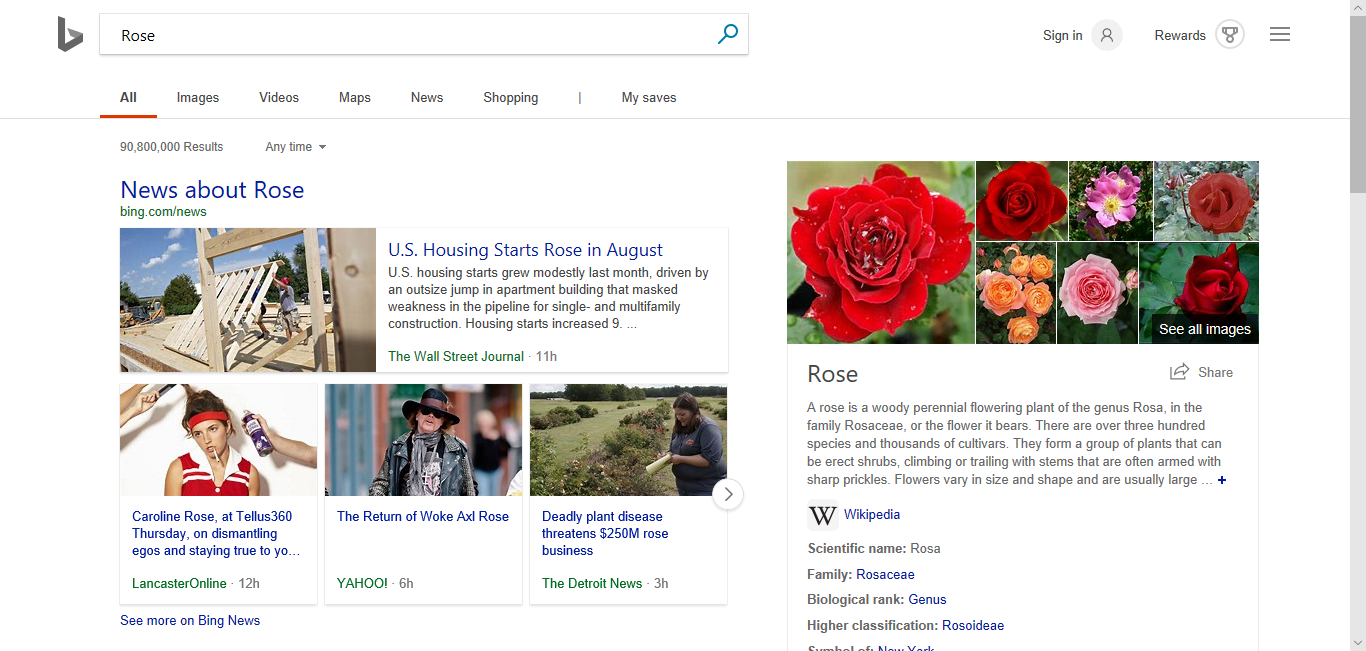 Rose
Sign in
Rewards
All
Images
Videos
Maps
News
Shopping
|
My saves
90,800,000 Results
Any time
News about Rose
bing.com/news
U.S. Housing Starts Rose in August
U.S. housing starts grew modestly last month, driven by
an outsize jump in apartment building that masked
weakness in the pipeline for single- and multifamily
construction. Housing starts increased 9. ...
The Wall Street Journal · 11h
Caroline Rose, at Tellus360
Thursday, on dismantling
egos and staying true to yo...
LancasterOnline · 12h
The Return of Woke Axl Rose
YAHOO! · 6h
Deadly plant disease
threatens $250M rose
business
The Detroit News · 3h
See more on Bing News
See all images
Rose
Share
A rose is a woody perennial flowering plant of the genus Rosa, in the
family Rosaceae, or the flower it bears. There are over three hundred
species and thousands of cultivars. They form a group of plants that can
be erect shrubs, climbing or trailing with stems that are often armed with
sharp prickles. Flowers vary in size and shape and are usually large ... +
W Wikipedia
Scientific name: Rosa
Family: Rosaceae
Biological rank: Genus
Higher classification: Rosoideae
Symbol of: New York